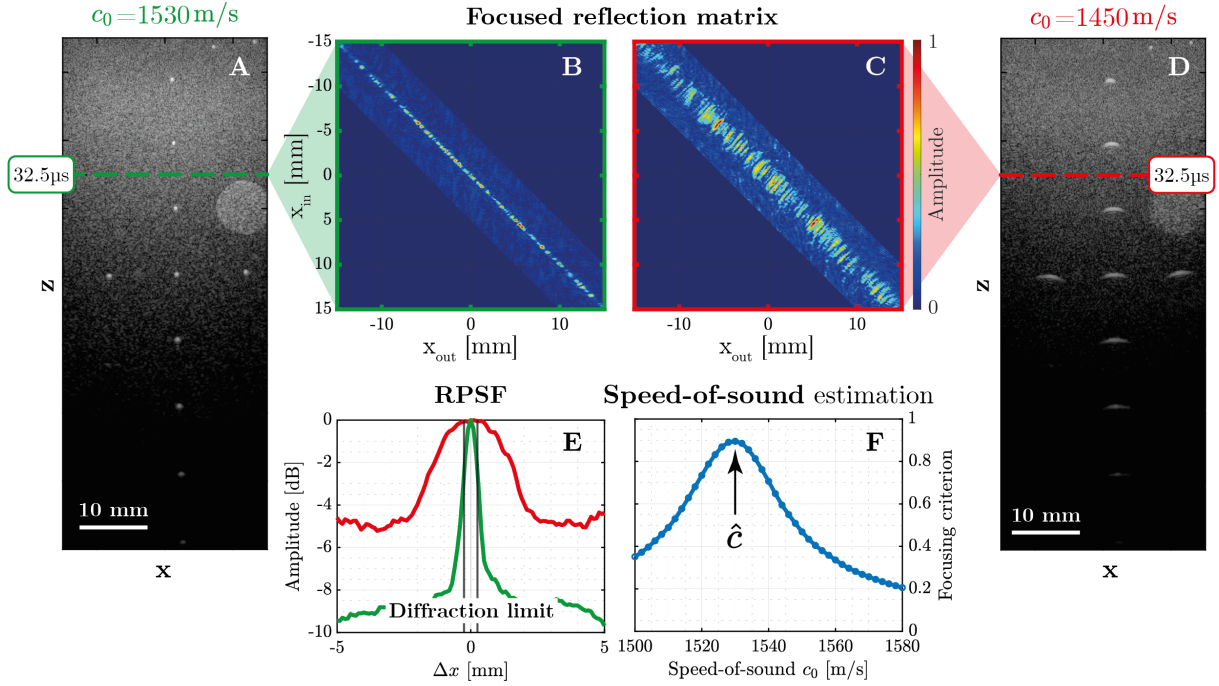 c₀=1530 m/s
Focused reflection matrix
c₀=1450 m/s
A
B
C
D
-15
-10
-5
0
5
10
15
x_in [mm]
-10
0
10
x_out [mm]
-10
0
10
x_out [mm]
1
Amplitude
0
32.5µs
32.5µs
z
z
10 mm
x
10 mm
x
RPSF
E
0
-2
-4
-6
-8
-10
Amplitude [dB]
Diffraction limit
-5
0
5
Δx [mm]
Speed-of-sound estimation
F
ĉ
1
0.8
0.6
0.4
0.2
0
Focusing criterion
1500
1520
1540
1560
1580
Speed-of-sound c₀ [m/s]